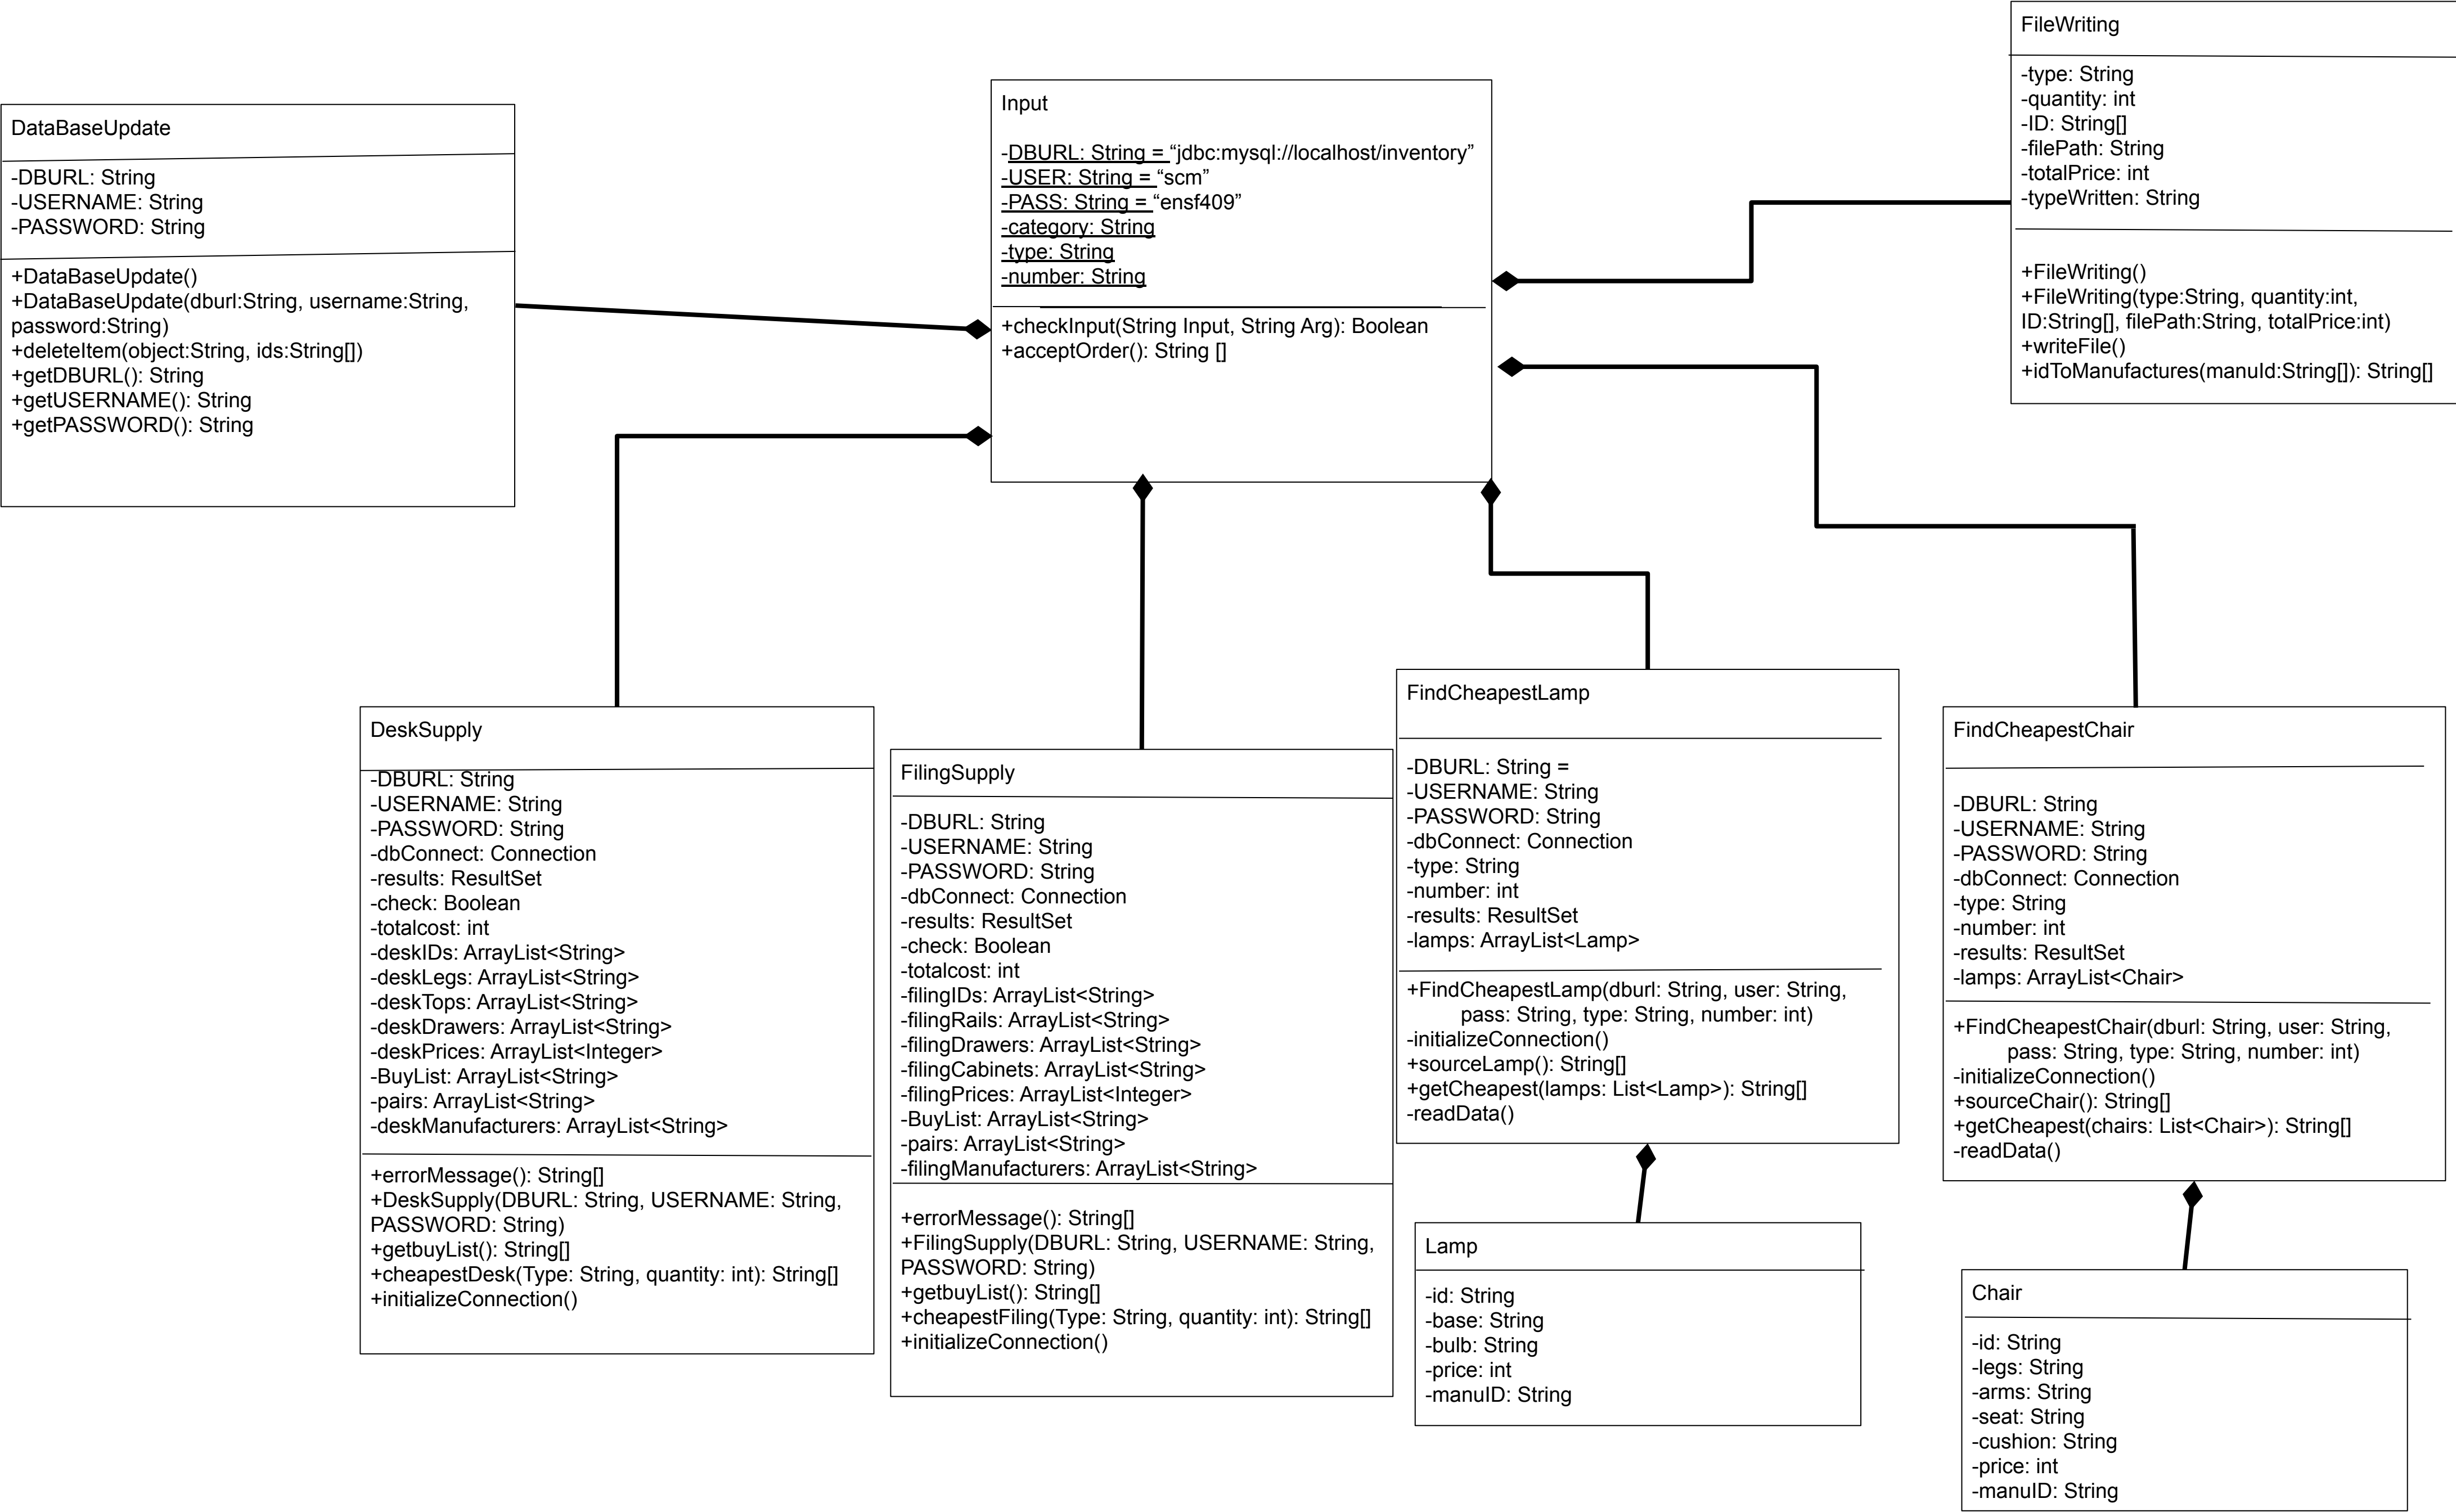 DataBaseUpdate
-DBURL: String
-USERNAME: String
-PASSWORD: String
+DataBaseUpdate()
+DataBaseUpdate(dburl:String, username:String,
password:String)
+deleteItem(object:String, ids:String[])
+getDBURL(): String
+getUSERNAME(): String
+getPASSWORD(): String
Input
-DBURL: String = “jdbc:mysql://localhost/inventory”
-USER: String = “scm”
-PASS: String = “ensf409”
-category: String
-type: String
-number: String
+checkInput(String Input, String Arg): Boolean
+acceptOrder(): String []
FileWriting
-type: String
-quantity: int
-ID: String[]
-filePath: String
-totalPrice: int
-typeWritten: String
+FileWriting()
+FileWriting(type:String, quantity:int,
ID:String[], filePath:String, totalPrice:int)
+writeFile()
+idToManufactures(manuId:String[]): String[]
DeskSupply
-DBURL: String
-USERNAME: String
-PASSWORD: String
-dbConnect: Connection
-results: ResultSet
-check: Boolean
-totalcost: int
-deskIDs: ArrayList<String>
-deskLegs: ArrayList<String>
-deskTops: ArrayList<String>
-deskDrawers: ArrayList<String>
-deskPrices: ArrayList<Integer>
-BuyList: ArrayList<String>
-pairs: ArrayList<String>
-deskManufacturers: ArrayList<String>
+errorMessage(): String[]
+DeskSupply(DBURL: String, USERNAME: String,
PASSWORD: String)
+getbuyList(): String[]
+cheapestDesk(Type: String, quantity: int): String[]
+initializeConnection()
FilingSupply
-DBURL: String
-USERNAME: String
-PASSWORD: String
-dbConnect: Connection
-results: ResultSet
-check: Boolean
-totalcost: int
-filingIDs: ArrayList<String>
-filingRails: ArrayList<String>
-filingDrawers: ArrayList<String>
-filingCabinets: ArrayList<String>
-filingPrices: ArrayList<Integer>
-BuyList: ArrayList<String>
-pairs: ArrayList<String>
-filingManufacturers: ArrayList<String>
+errorMessage(): String[]
+FilingSupply(DBURL: String, USERNAME: String,
PASSWORD: String)
+getbuyList(): String[]
+cheapestFiling(Type: String, quantity: int): String[]
+initializeConnection()
FindCheapestLamp
-DBURL: String =
-USERNAME: String
-PASSWORD: String
-dbConnect: Connection
-type: String
-number: int
-results: ResultSet
-lamps: ArrayList<Lamp>
+FindCheapestLamp(dburl: String, user: String,
pass: String, type: String, number: int)
-initializeConnection()
+sourceLamp(): String[]
+getCheapest(lamps: List<Lamp>): String[]
-readData()
FindCheapestChair
-DBURL: String
-USERNAME: String
-PASSWORD: String
-dbConnect: Connection
-type: String
-number: int
-results: ResultSet
-lamps: ArrayList<Chair>
+FindCheapestChair(dburl: String, user: String,
pass: String, type: String, number: int)
-initializeConnection()
+sourceChair(): String[]
+getCheapest(chairs: List<Chair>): String[]
-readData()
Lamp
-id: String
-base: String
-bulb: String
-price: int
-manuID: String
Chair
-id: String
-legs: String
-arms: String
-seat: String
-cushion: String
-price: int
-manuID: String